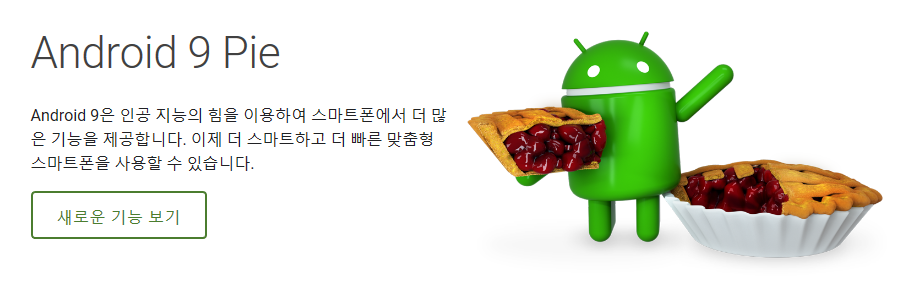 Android 9 Pie
Android 9은 인공 지능의 힘을 이용하여 스마트폰에서 더 많
은 기능을 제공합니다. 이제 더 스마트하고 더 빠른 맞춤형
스마트폰을 사용할 수 있습니다.
새로운 기능 보기